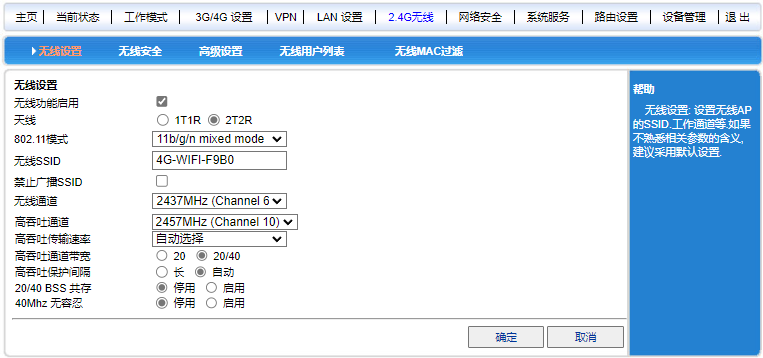 主页 当前状态 工作模式 3G/4G 设置 VPN LAN 设置 2.4G无线 网络安全 系统服务 路由设置 设备管理 退 出
无线设置 无线安全 高级设置 无线用户列表 无线MAC过滤
无线设置
无线功能启用
天线 1T1R 2T2R
802.11模式 11b/g/n mixed mode
无线SSID 4G-WIFI-F9B0
禁止广播SSID
无线通道 2437MHz (Channel 6
高吞吐通道 2457MHz (Channel 10)
高吞吐传输速率 自动选择
高吞吐通道带宽 20 20/40
高吞吐保护间隔 长 自动
20/40 BSS 共存 停用 启用
40Mhz 无容忍 停用 启用
确定 取消
帮助
无线设置: 设置无线AP
的SSID.工作通道等.如果
不熟悉相关参数的含义,
建议采用默认设置.